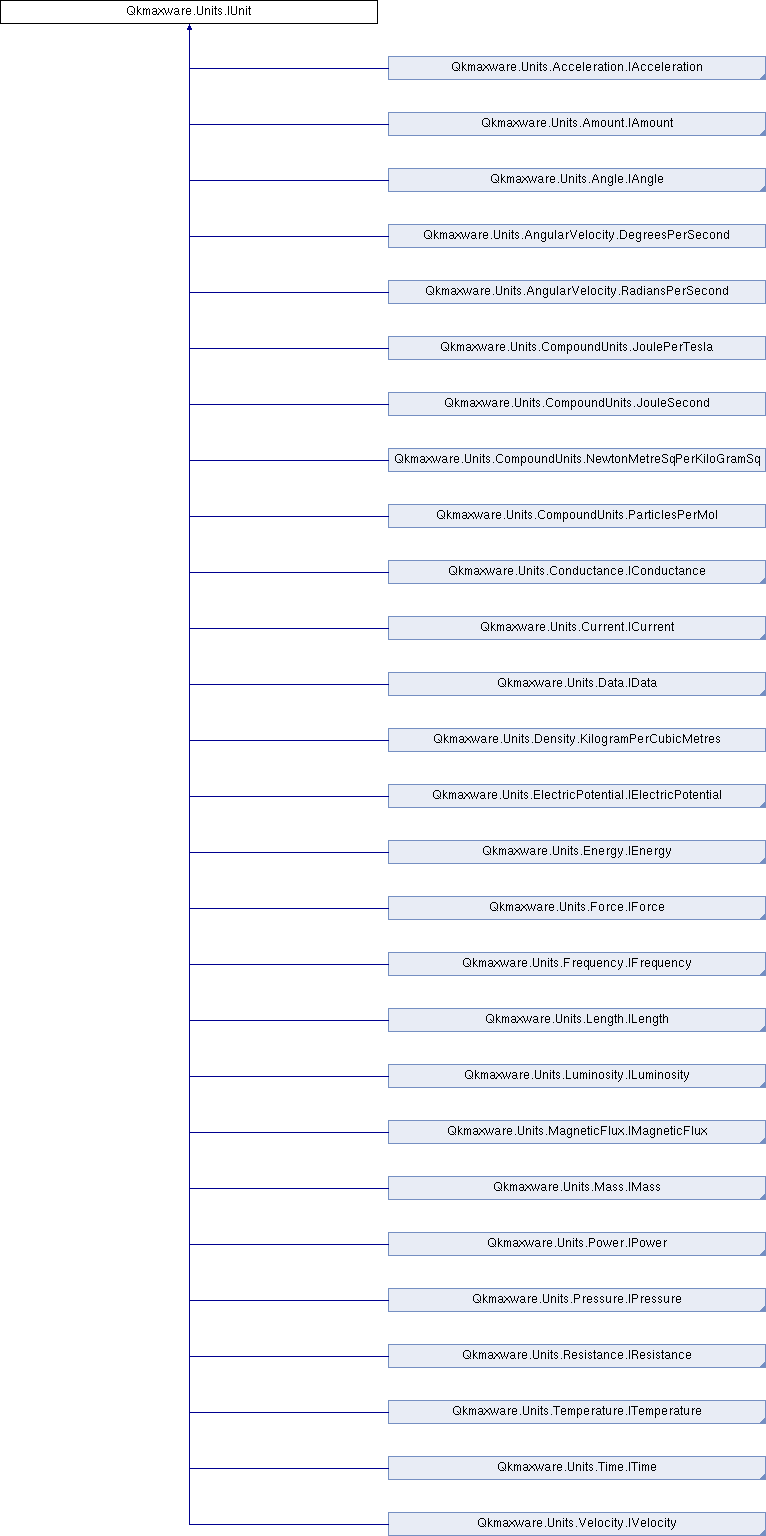 Qkmaxware.Units.IUnit
Qkmaxware.Units.Acceleration.IAcceleration
Qkmaxware.Units.Amount.IAmount
Qkmaxware.Units.Angle.IAngle
Qkmaxware.Units.AngularVelocity.DegreesPerSecond
Qkmaxware.Units.AngularVelocity.RadiansPerSecond
Qkmaxware.Units.CompoundUnits.JoulePerTesla
Qkmaxware.Units.CompoundUnits.JouleSecond
Qkmaxware.Units.CompoundUnits.NewtonMetreSqPerKiloGramSq
Qkmaxware.Units.CompoundUnits.ParticlesPerMol
Qkmaxware.Units.Conductance.IConductance
Qkmaxware.Units.Current.ICurrent
Qkmaxware.Units.Data.IData
Qkmaxware.Units.Density.KilogramPerCubicMetres
Qkmaxware.Units.ElectricPotential.IElectricPotential
Qkmaxware.Units.Energy.IEnergy
Qkmaxware.Units.Force.IForce
Qkmaxware.Units.Frequency.IFrequency
Qkmaxware.Units.Length.ILength
Qkmaxware.Units.Luminosity.ILuminosity
Qkmaxware.Units.MagneticFlux.IMagneticFlux
Qkmaxware.Units.Mass.IMass
Qkmaxware.Units.Power.IPower
Qkmaxware.Units.Pressure.IPressure
Qkmaxware.Units.Resistance.IResistance
Qkmaxware.Units.Temperature.ITemperature
Qkmaxware.Units.Time.ITime
Qkmaxware.Units.Velocity.IVelocity